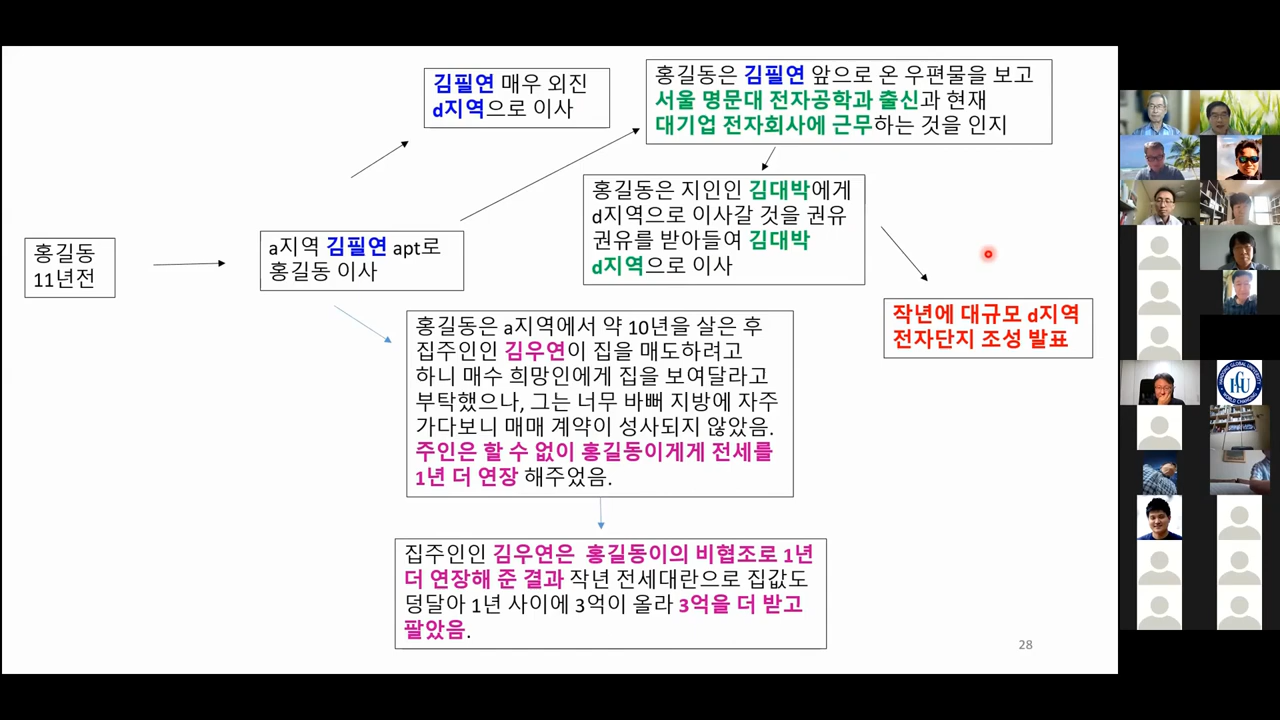 김필연 매우 외진
d지역으로 이사
홍길동은 김필연 앞으로 온 우편물을 보고
서울 명문대 전자공학과 출신과 현재
대기업 전자회사에 근무하는 것을 인지
홍길동은 지인인 김대박에게
d지역으로 이사갈 것을 권유
권유를 받아들여 김대박
d지역으로 이사
홍길동
11년전
a지역 김필연 apt로
홍길동 이사
작년에 대규모 d지역
전자단지 조성 발표
홍길동은 a지역에서 약 10년을 살은 후
집주인인 김우연이 집을 매도하려고
하니 매수 희망인에게 집을 보여달라고
부탁했으나, 그는 너무 바뻐 지방에 자주
가다보니 매매 계약이 성사되지 않았음.
주인은 할 수 없이 홍길동이게게 전세를
1년 더 연장 해주었음.
집주인인 김우연은 홍길동이의 비협조로 1년
더 연장해 준 결과 작년 전세대란으로 집값도
덩달아 1년 사이에 3억이 올라 3억을 더 받고
팔았음.
28